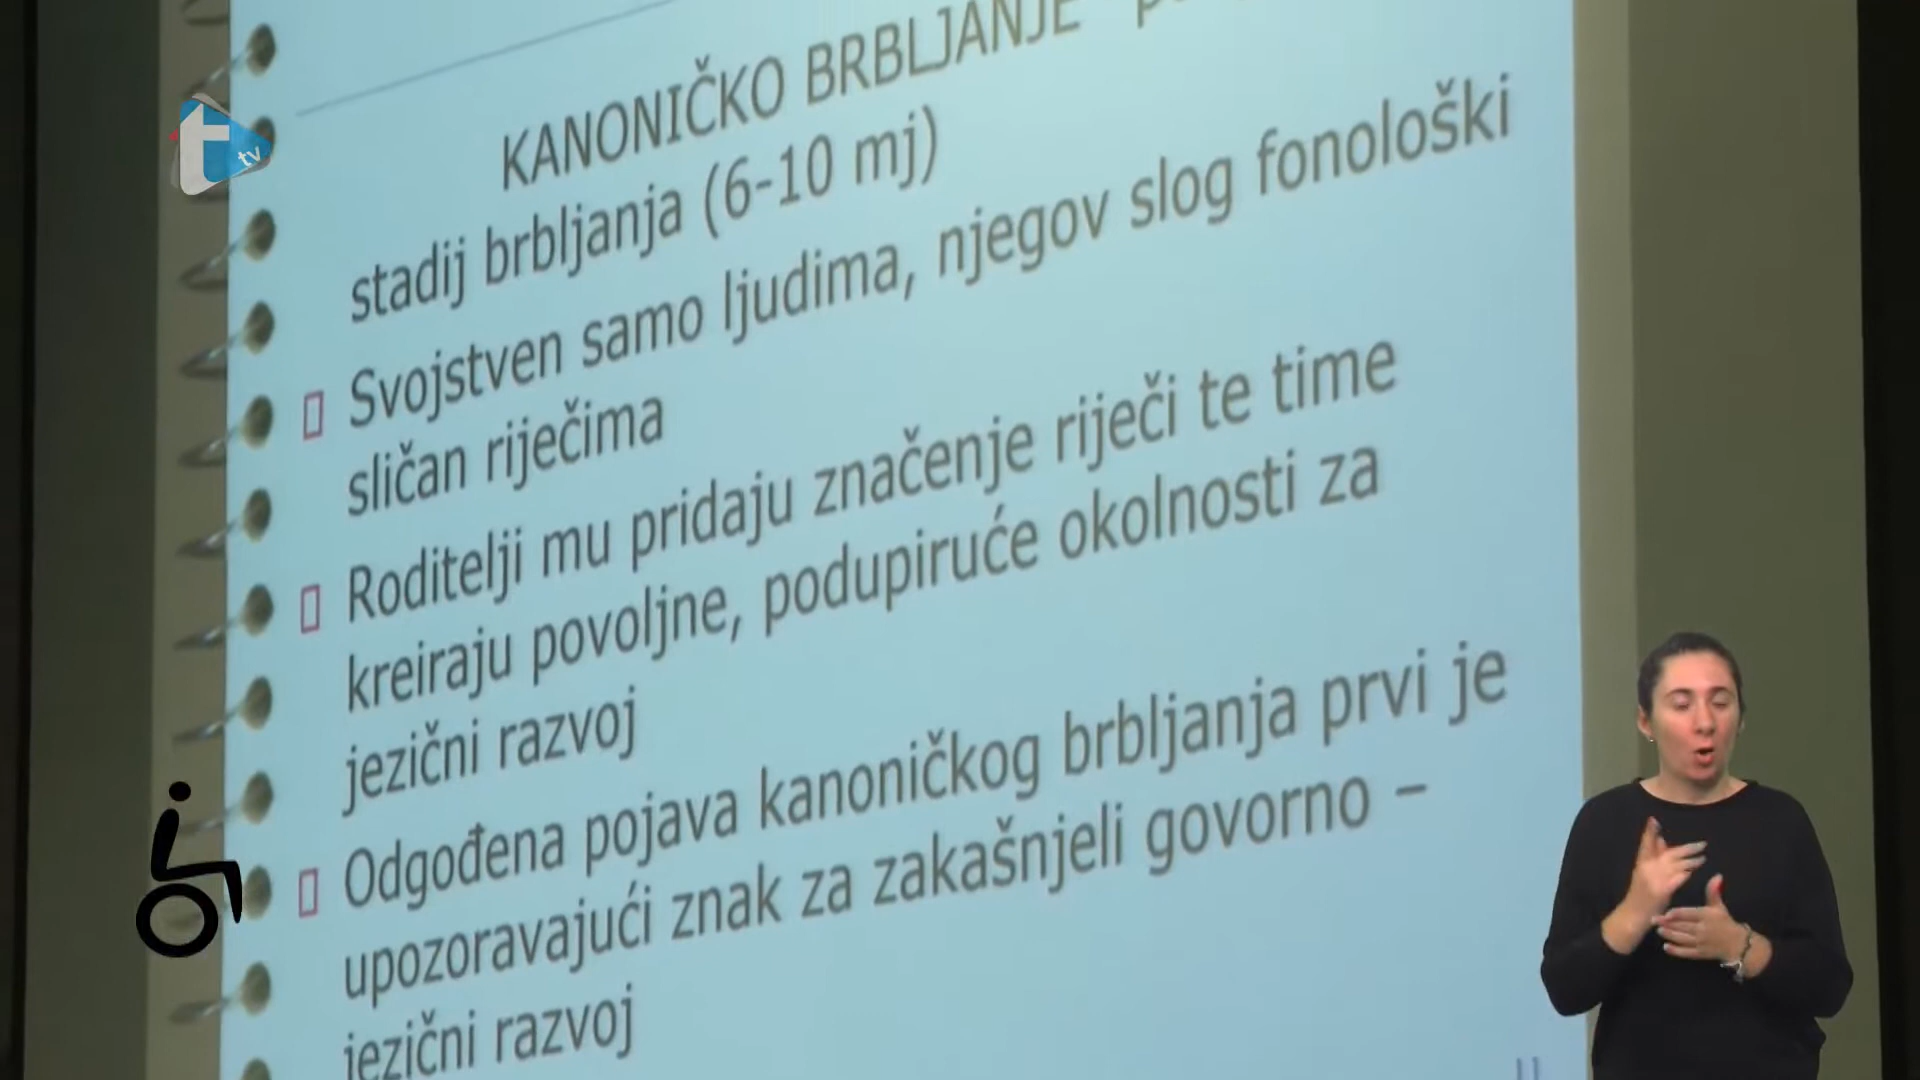 t tv
KANONIČKO BRBLJANJE
stadij brbljanja (6-10 mj)
Svojstven samo ljudima, njegov slog fonološki
sličan riječima
Roditelji mu pridaju značenje riječi te time
kreiraju povoljne, podupiruće okolnosti za
jezični razvoj
Odgođena pojava kanoničkog brbljanja prvi je
upozoravajući znak za zakašnjeli govorno –
jezični razvoj